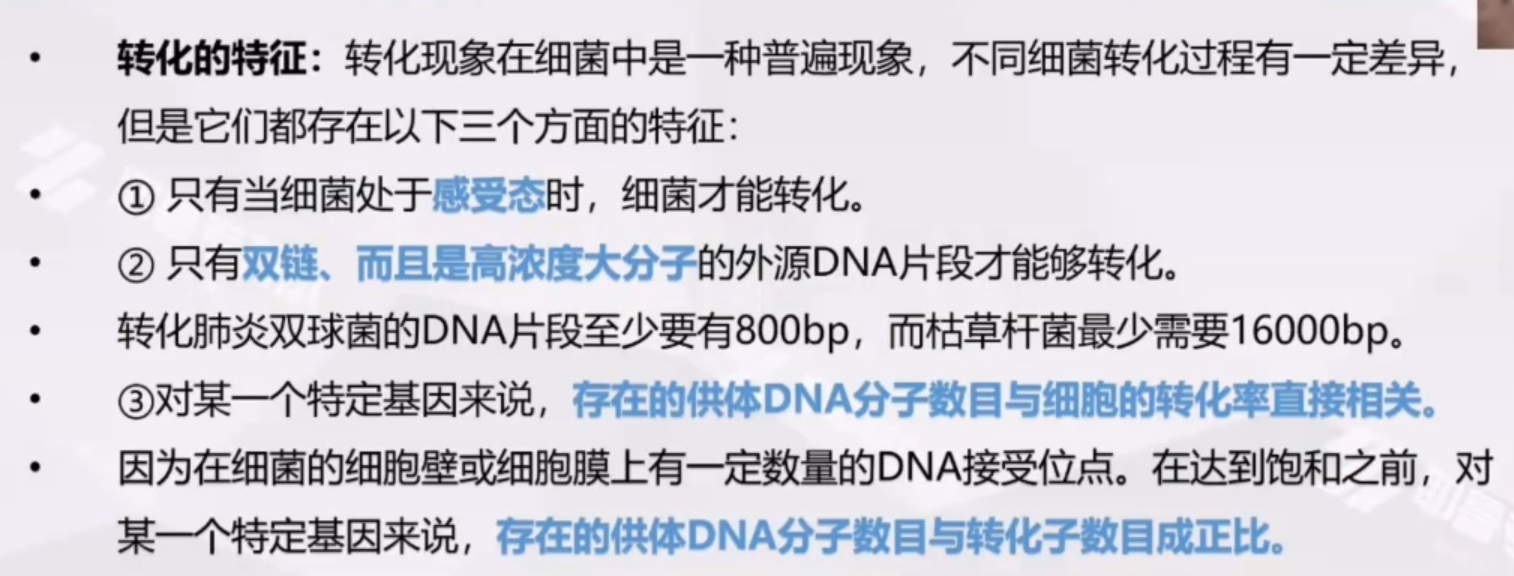 • 转化的特征：转化现象在细菌中是一种普遍现象，不同细菌转化过程有一定差异，
但是它们都存在以下三个方面的特征：
• ① 只有当细菌处于感受态时，细菌才能转化。
• ② 只有双链、而且是高浓度大分子的外源DNA片段才能够转化。
• 转化肺炎双球菌的DNA片段至少要有800bp，而枯草杆菌最少需要16000bp。
• ③对某一个特定基因来说，存在的供体DNA分子数目与细胞的转化率直接相关。
• 因为在细菌的细胞壁或细胞膜上有一定数量的DNA接受位点。在达到饱和之前，对
某一个特定基因来说，存在的供体DNA分子数目与转化子数目成正比。